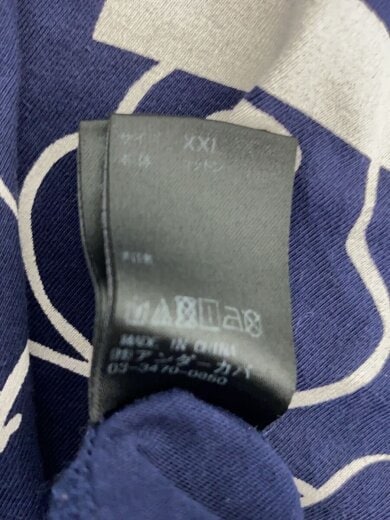 サイズ XXL
本体 コットン
MADE IN CHINA
㈱アンダーカバー
03-3470-0860